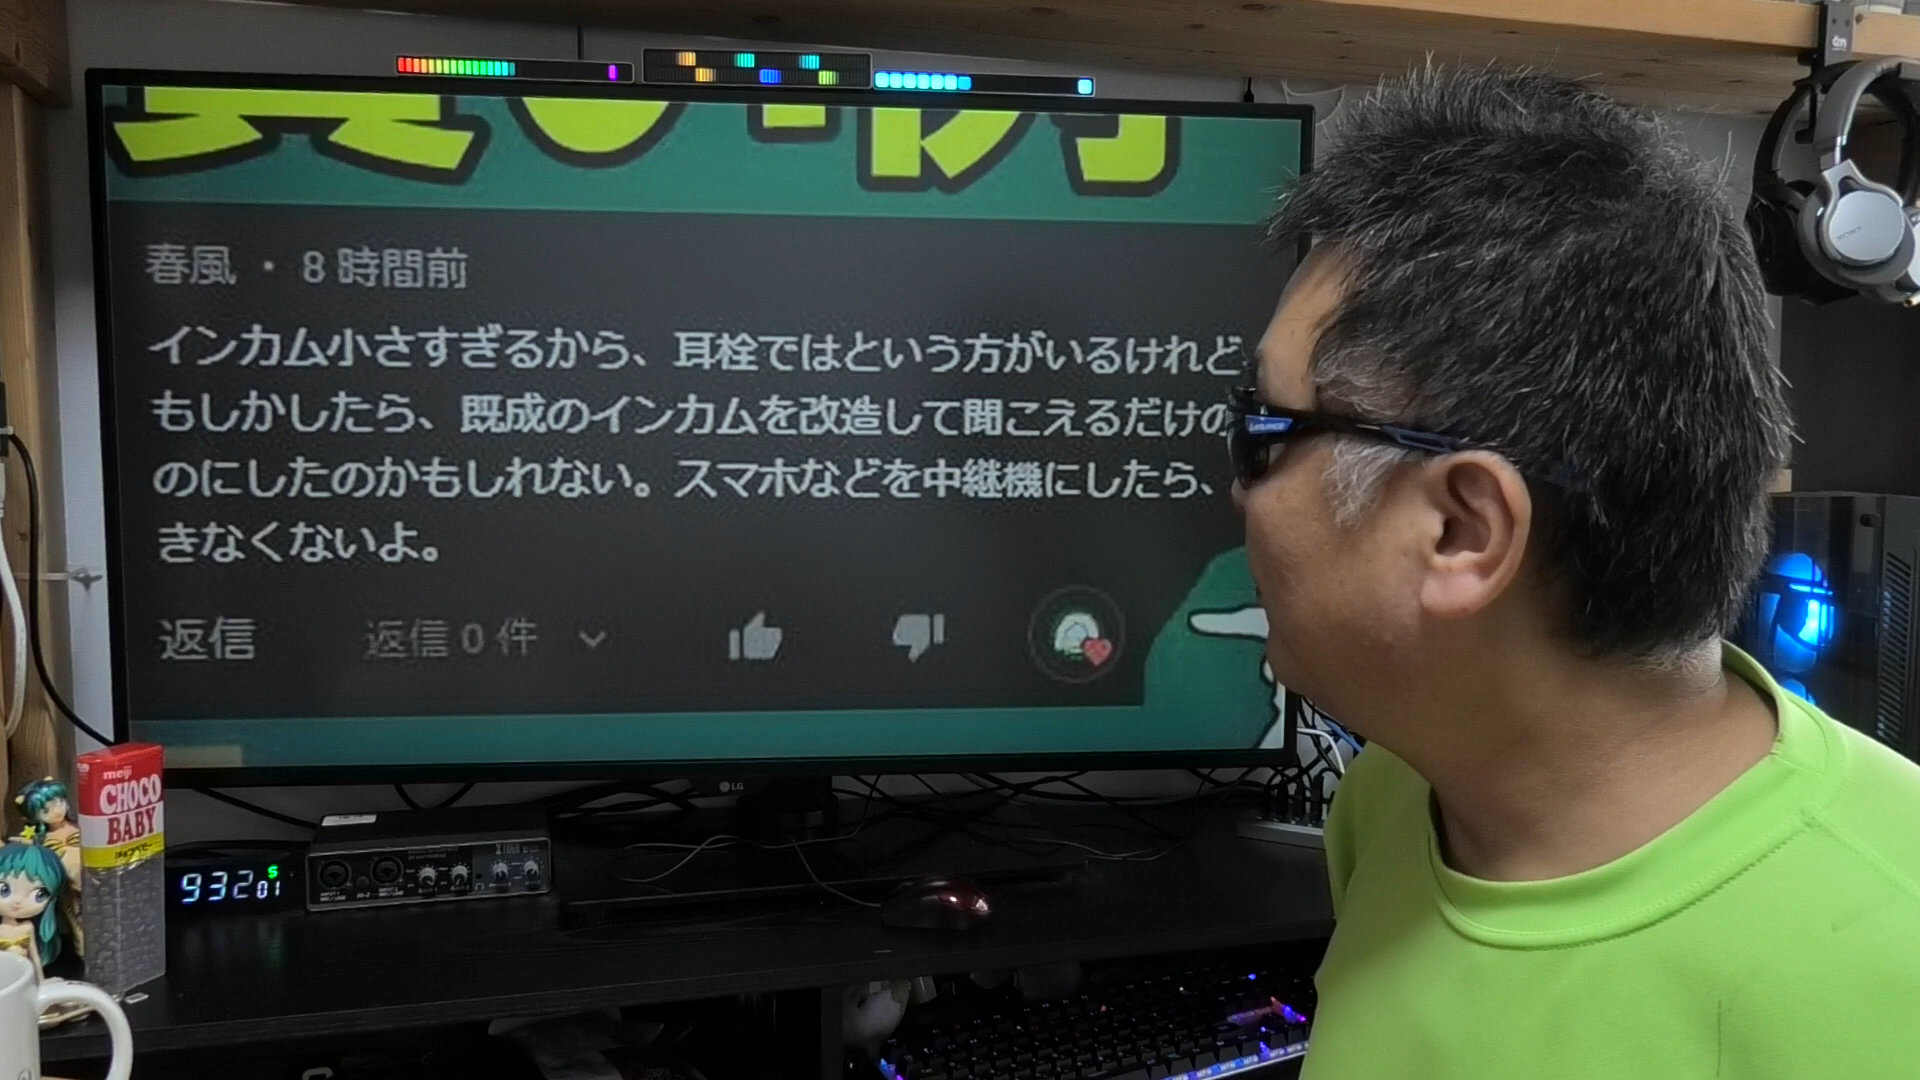 春風・8 時間前
インカム小さすぎるから、耳栓ではという方がいるけれど、
もしかしたら、既成のインカムを改造して聞こえるだけの
のにしたのかもしれない。スマホなどを中継機にしたら、
きなくないよ。
返信
返信 0 件
LG
meiji
CHOCO
BABY
932 01
S
SONY